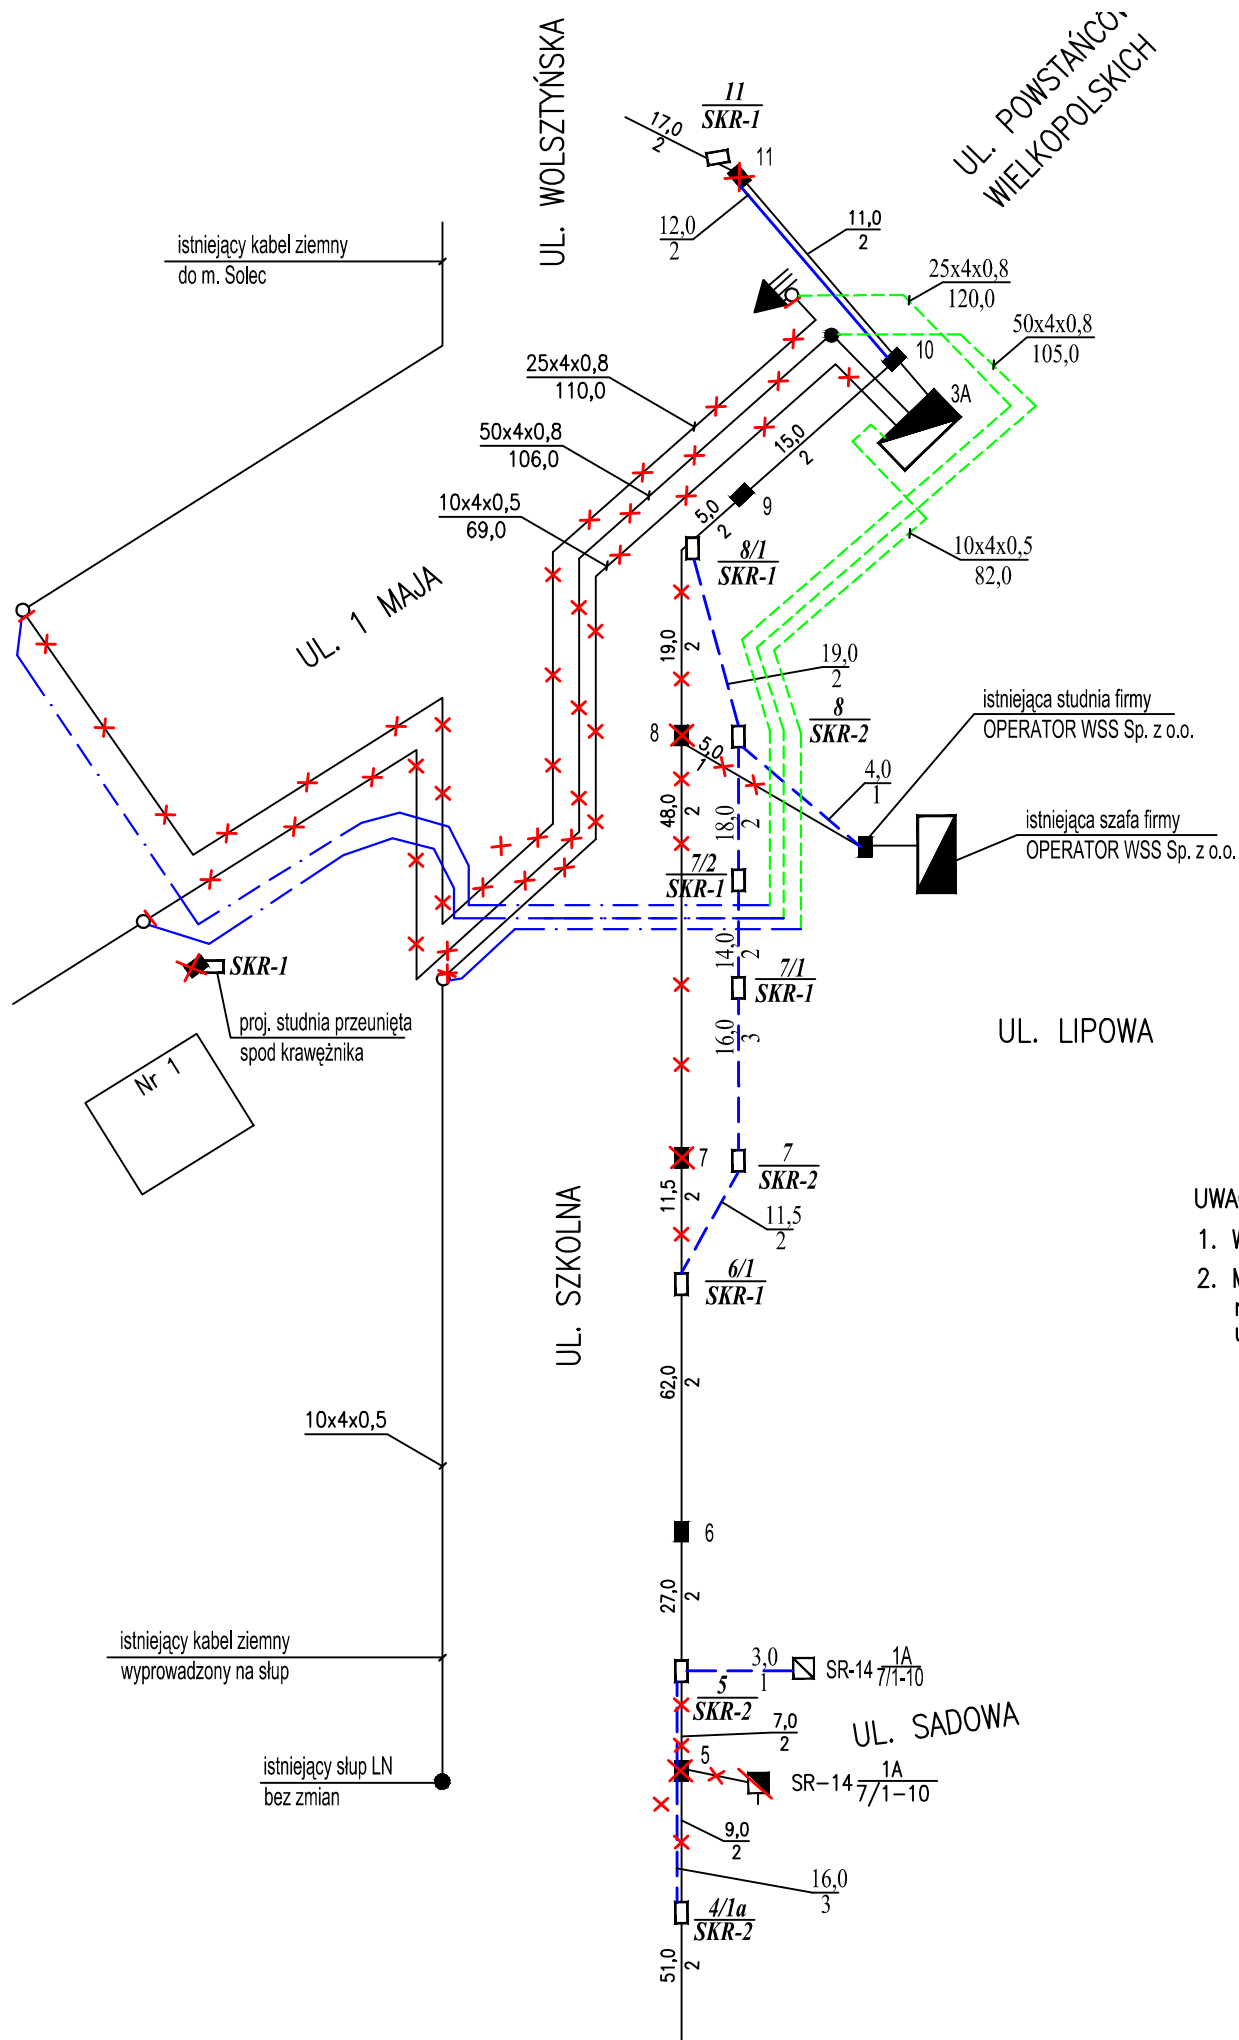 UL. WOLSZTYŃSKA
UL. POWSTAŃCÓW
WIELKOPOLSKICH
11
SKR-1
17,0
2
11
12,0
2
11,0
2
istniejący kabel ziemny
do m. Solec
25x4x0,8
120,0
50x4x0,8
105,0
10
3A
25x4x0,8
110,0
50x4x0,8
106,0
10x4x0,5
69,0
15,0
2
9
5,0
2
8/1
SKR-1
10x4x0,5
82,0
UL. 1 MAJA
19,0
2
19,0
2
8
SKR-2
istniejąca studnia firmy
OPERATOR WSS Sp. z o.o.
8
5,0
1
4,0
1
48,0
2
18,0
2
istniejąca szafa firmy
OPERATOR WSS Sp. z o.o.
7/2
SKR-1
14,0
2
7/1
SKR-1
SKR-1
proj. studnia przeunięta
spod krawężnika
16,0
3
UL. LIPOWA
Nr 1
7
7
SKR-2
11,5
2
11,5
2
UWA
1.
2.
UL. SZKOLNA
6/1
SKR-1
62,0
2
10x4x0,5
6
27,0
2
istniejący kabel ziemny
wyprowadzony na słup
3,0
1
SR-14 1A
7/1-10
5
SKR-2
7,0
2
UL. SADOWA
5
istniejący słup LN
bez zmian
SR-14 1A
7/1-10
9,0
2
16,0
3
4/1a
SKR-2
51,0
2